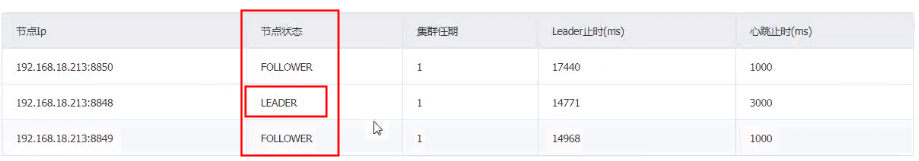 节点Ip 节点状态 集群任期 Leader止时(ms) 心跳止时(ms)
192.168.18.213:8850 FOLLOWER 1 17440 1000
192.168.18.213:8848 LEADER 1 14771 3000
192.168.18.213:8849 FOLLOWER 1 14968 1000